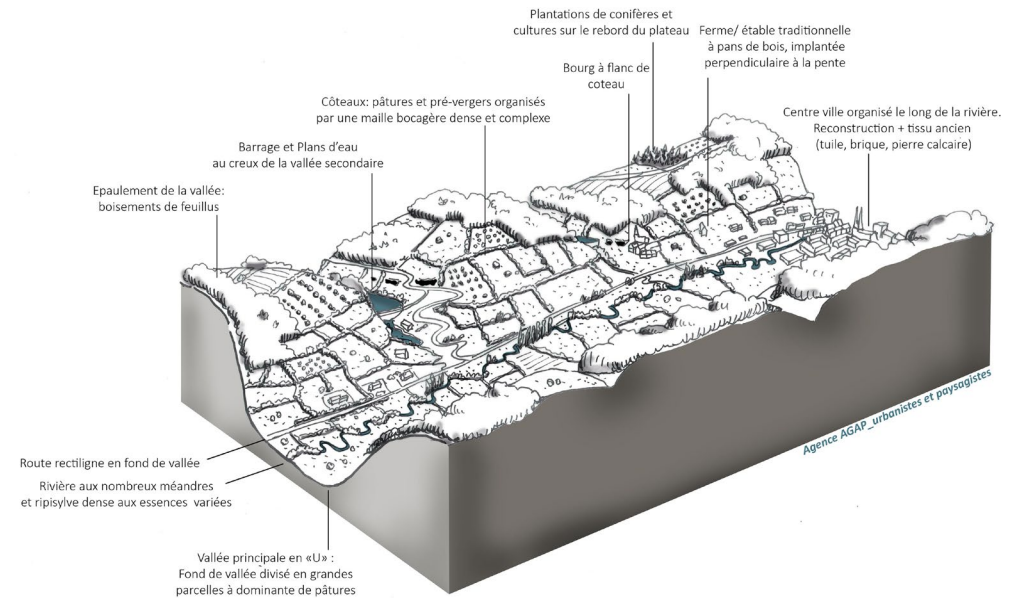 Plantations de conifères et
cultures sur le rebord du plateau
Ferme/ étable traditionnelle
à pans de bois, implantée
perpendiculaire à la pente
Bourg à flanc de
coteau
Côteaux: pâtures et pré-vergers organisés
par une maille bocagère dense et complexe
Centre ville organisé le long de la rivière.
Reconstruction + tissu ancien
(tuile, brique, pierre calcaire)
Barrage et Plans d'eau
au creux de la vallée secondaire
Epaulement de la vallée:
boisements de feuillus
Agence AGAP_urbanistes et paysagistes
Route rectiligne en fond de vallée
Rivière aux nombreux méandres
et ripisylve dense aux essences variées
Vallée principale en «U» :
Fond de vallée divisé en grandes
parcelles à dominante de pâtures